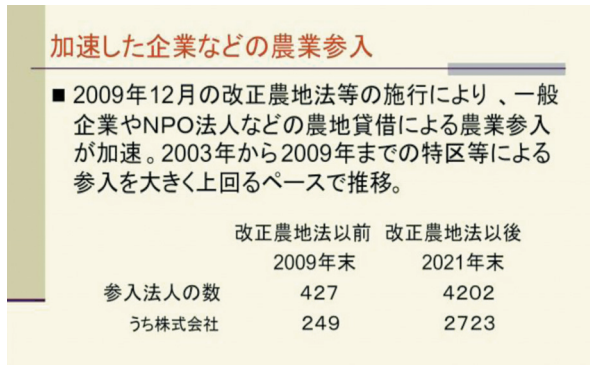 加速した企業などの農業参入
■ 2009年12月の改正農地法等の施行により 、一般
企業やNPO法人などの農地貸借による農業参入
が加速。2003年から2009年までの特区等による
参入を大きく上回るペースで推移。
改正農地法以前 改正農地法以後
2009年末 2021年末
参入法人の数 427 4202
うち株式会社 249 2723